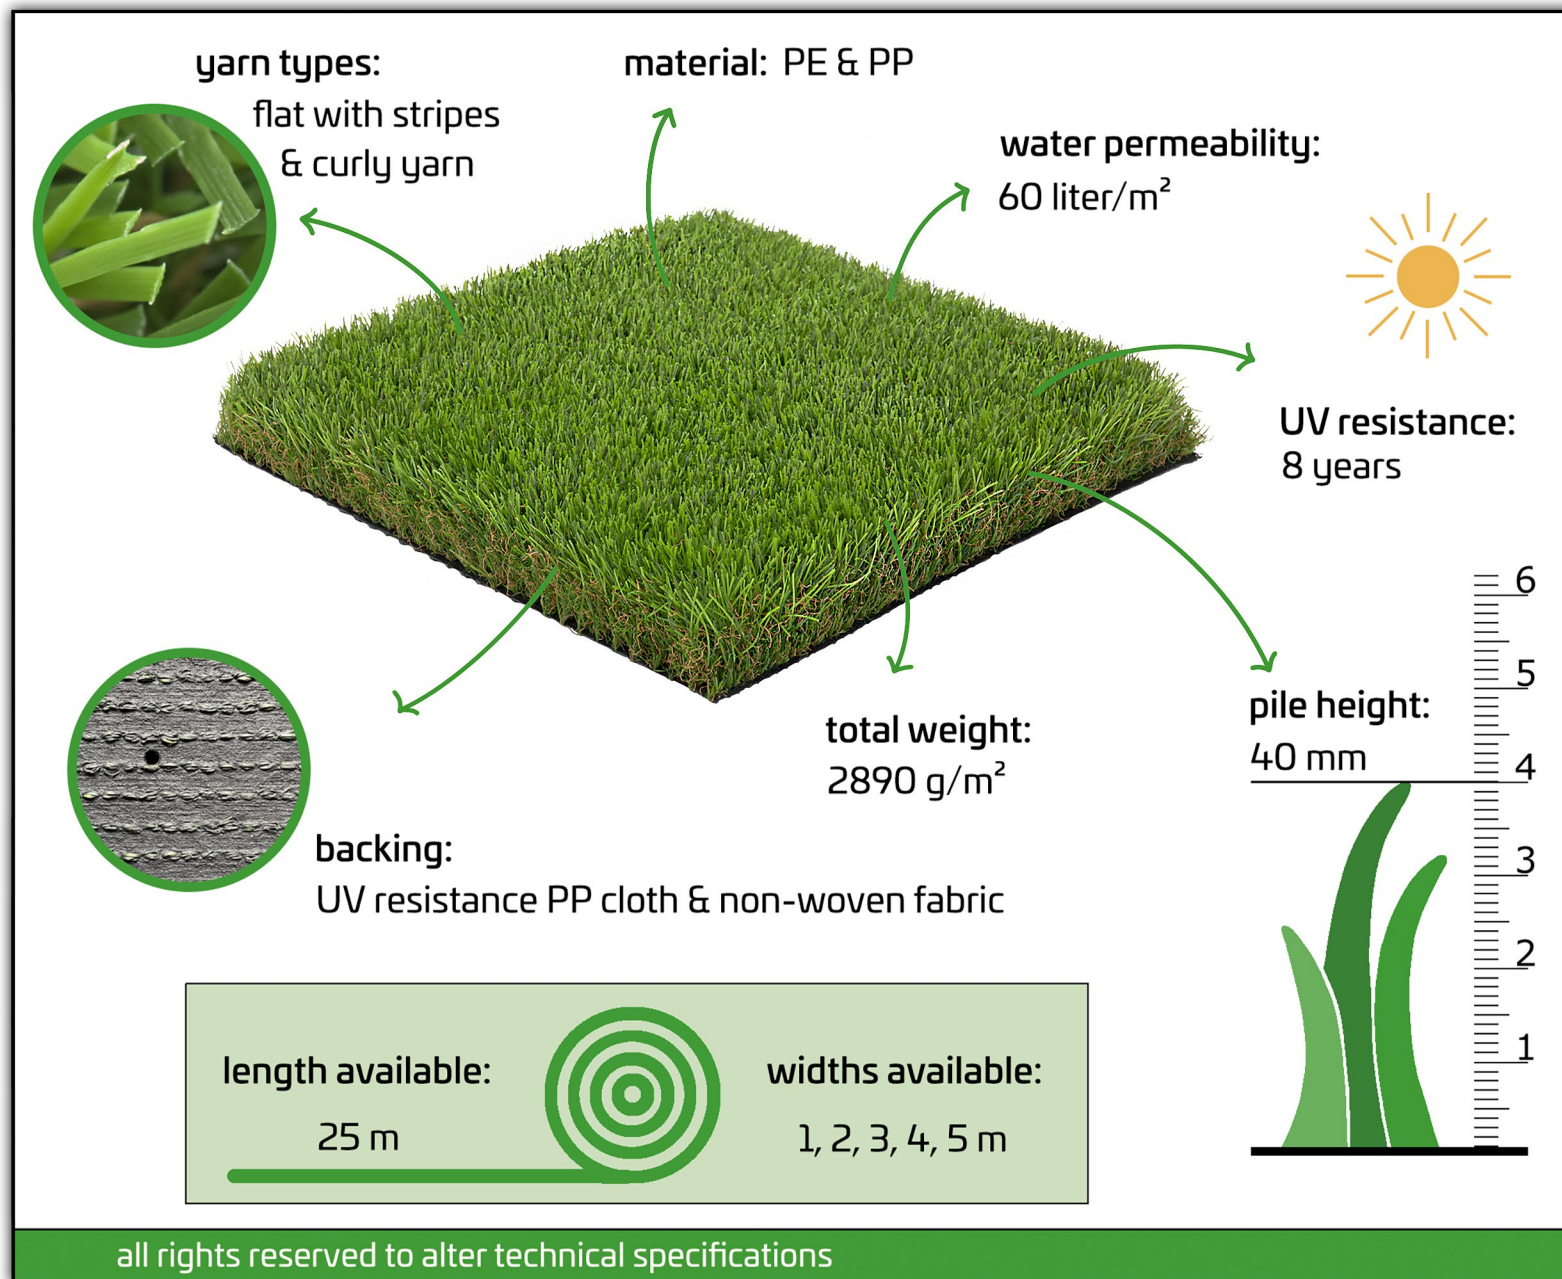 yarn types:
flat with stripes
& curly yarn
material: PE & PP
water permeability:
60 liter/m²
UV resistance:
8 years
pile height:
40 mm
6
5
4
3
2
1
total weight:
2890 g/m²
backing:
UV resistance PP cloth & non-woven fabric
length available:
25 m
widths available:
1, 2, 3, 4, 5 m
all rights reserved to alter technical specifications